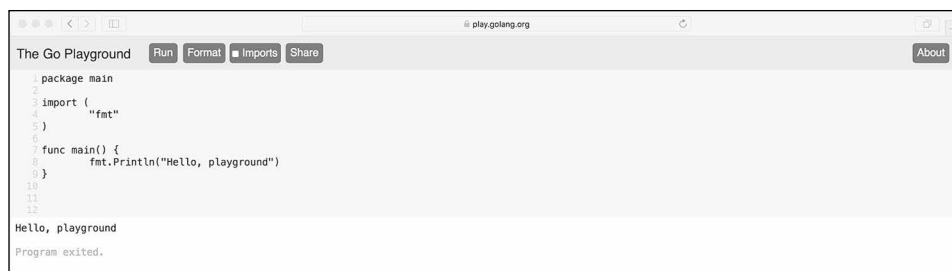 play.golang.org
The Go Playground Run Format Imports Share About
1 package main
2
3 import (
4 "fmt"
5 )
6
7 func main() {
8 fmt.Println("Hello, playground")
9 }
10
11
12
Hello, playground
Program exited.